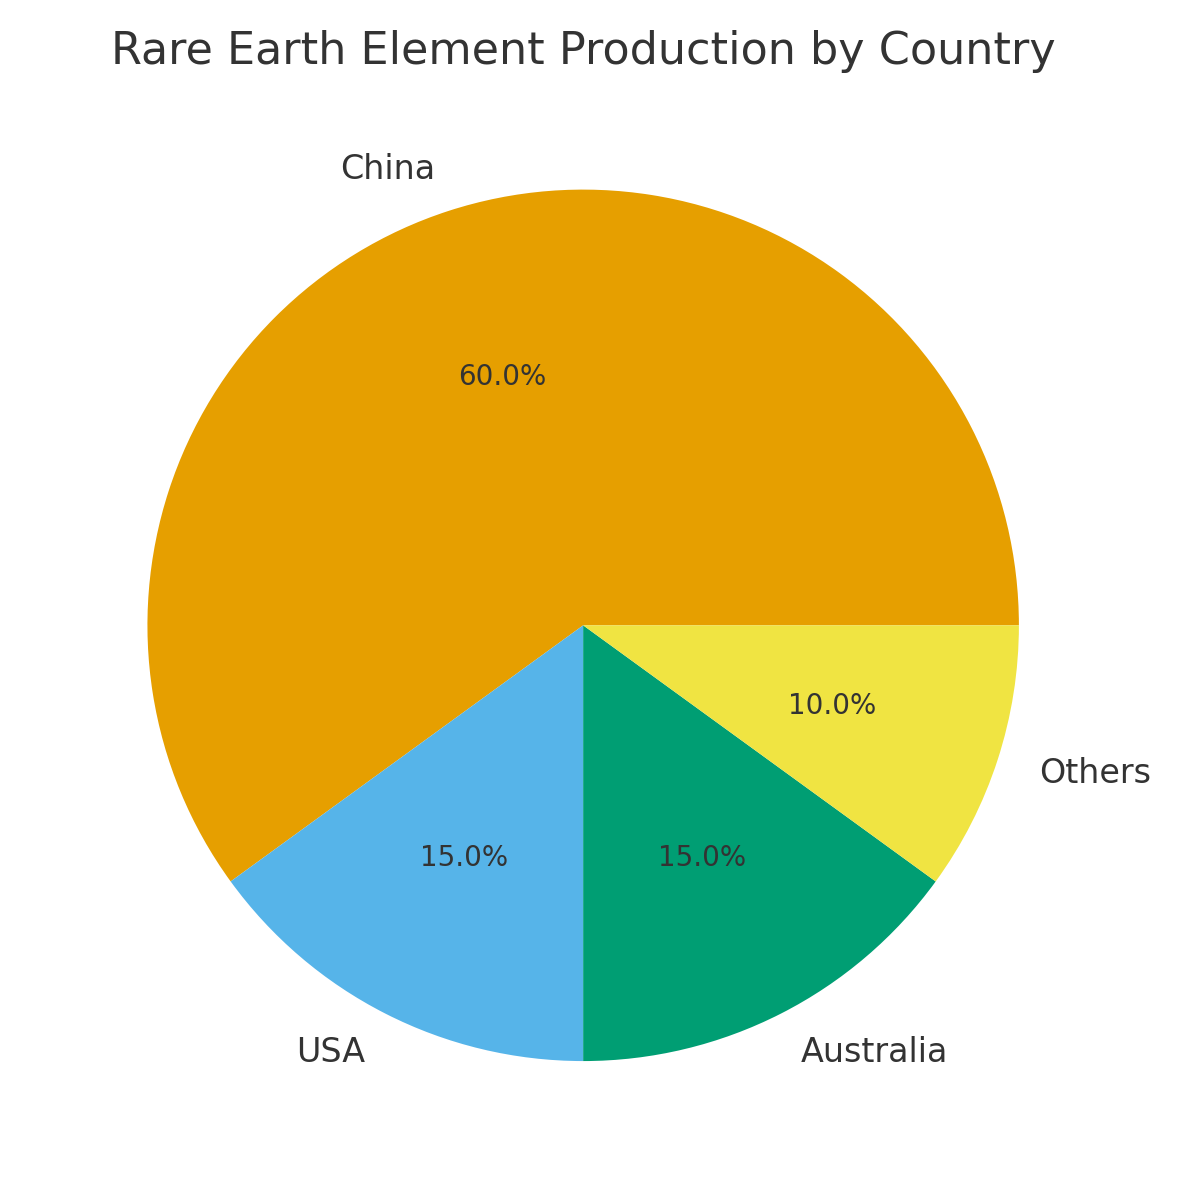 Rare Earth Element Production by Country
China
60.0%
10.0%
Others
15.0%
15.0%
USA
Australia